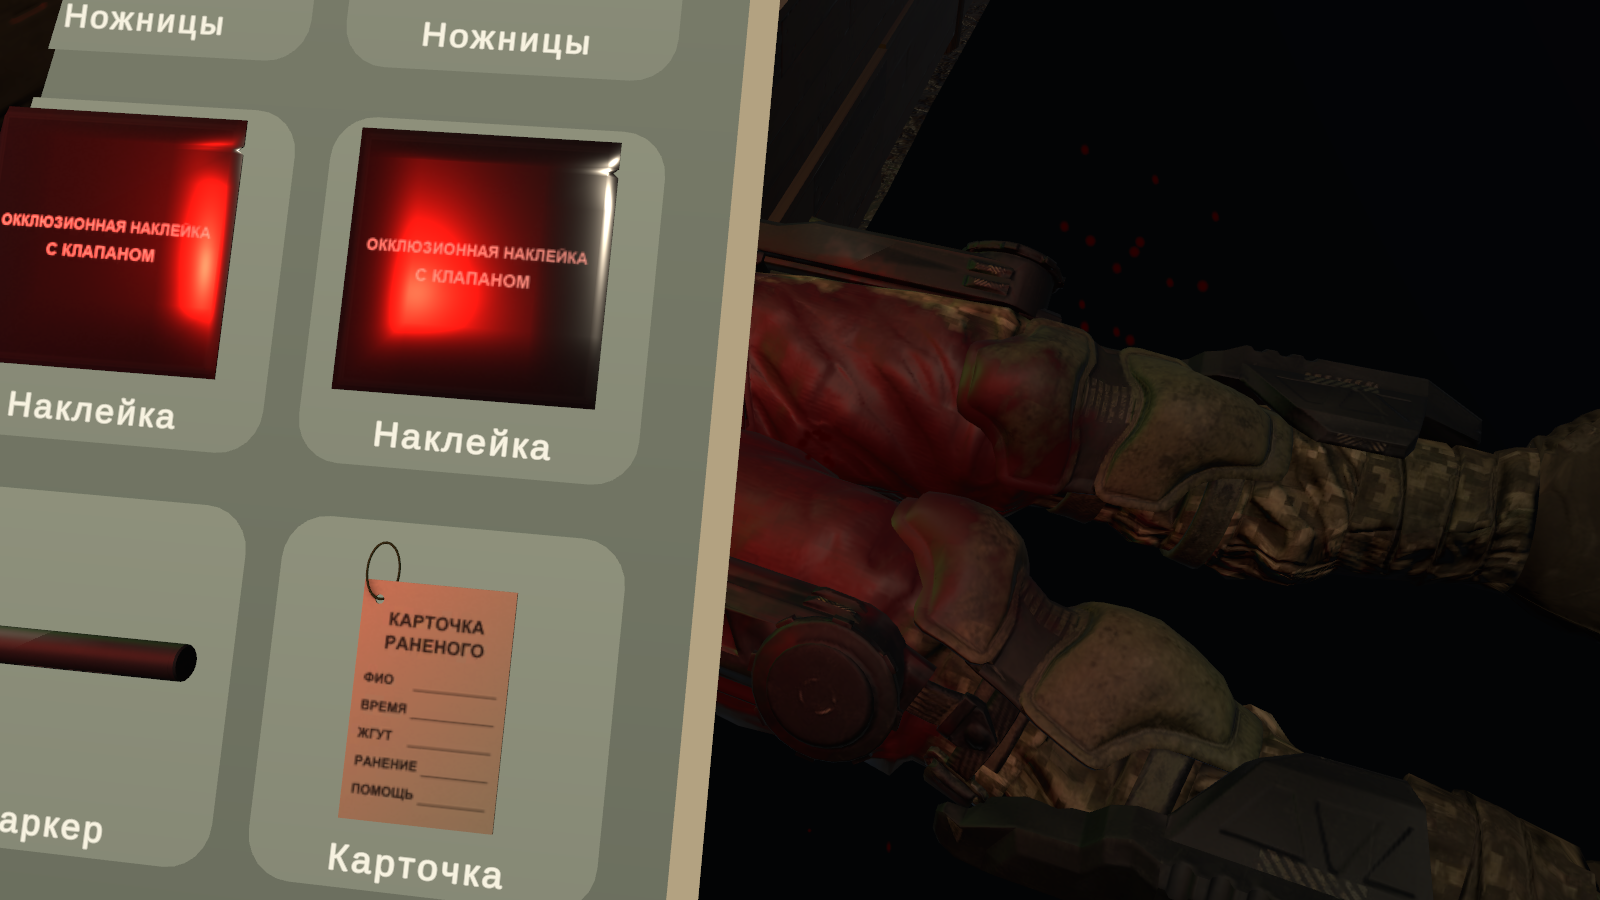 Ножницы
Ножницы
ОККЛЮЗИОННАЯ НАКЛЕЙКА
С КЛАПАНОМ
Наклейка
ОККЛЮЗИОННАЯ НАКЛЕЙКА
С КЛАПАНОМ
Наклейка
аркер
КАРТОЧКА
РАНЕНОГО
ФИО
ВРЕМЯ
ЖГУТ
РАНЕНИЕ
ПОМОЩЬ
Карточка